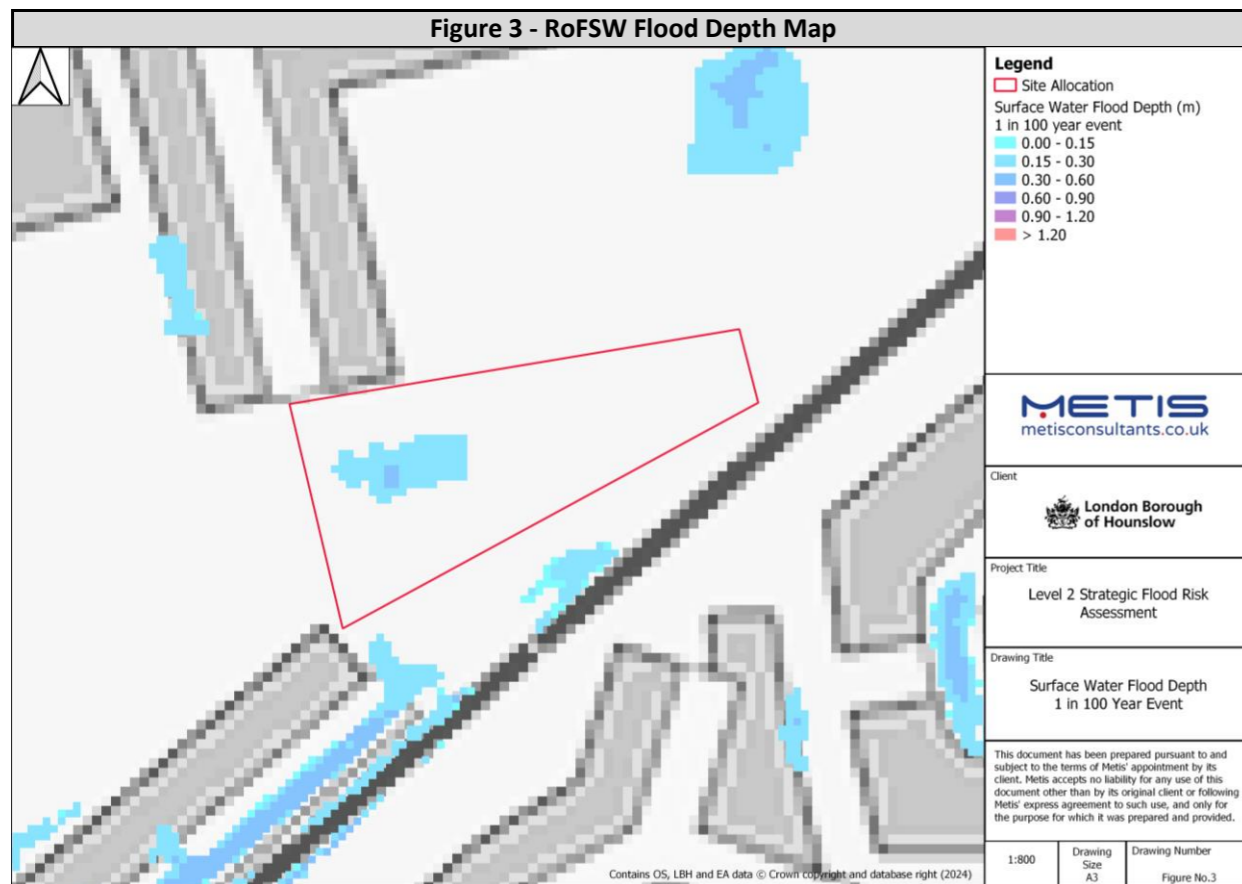 Figure 3 - RoFSW Flood Depth Map
Legend
Site Allocation
Surface Water Flood Depth (m)
1 in 100 year event
0.00 - 0.15
0.15 - 0.30
0.30 - 0.60
0.60 - 0.90
0.90 - 1.20
> 1.20
METIS
metisconsultants.co.uk
Client
London Borough
of Hounslow
Project Title
Level 2 Strategic Flood Risk
Assessment
Drawing Title
Surface Water Flood Depth
1 in 100 Year Event
This document has been prepared pursuant to and
subject to the terms of Metis' appointment by its
client. Metis accepts no liability for any use of this
document other than by its original client or following
Metis' express agreement to such use, and only for
the purpose for which it was prepared and provided.
1:800
Drawing
Size
A3
Drawing Number
Figure No.3
Contains OS, LBH and EA data © Crown copyright and database right (2024)